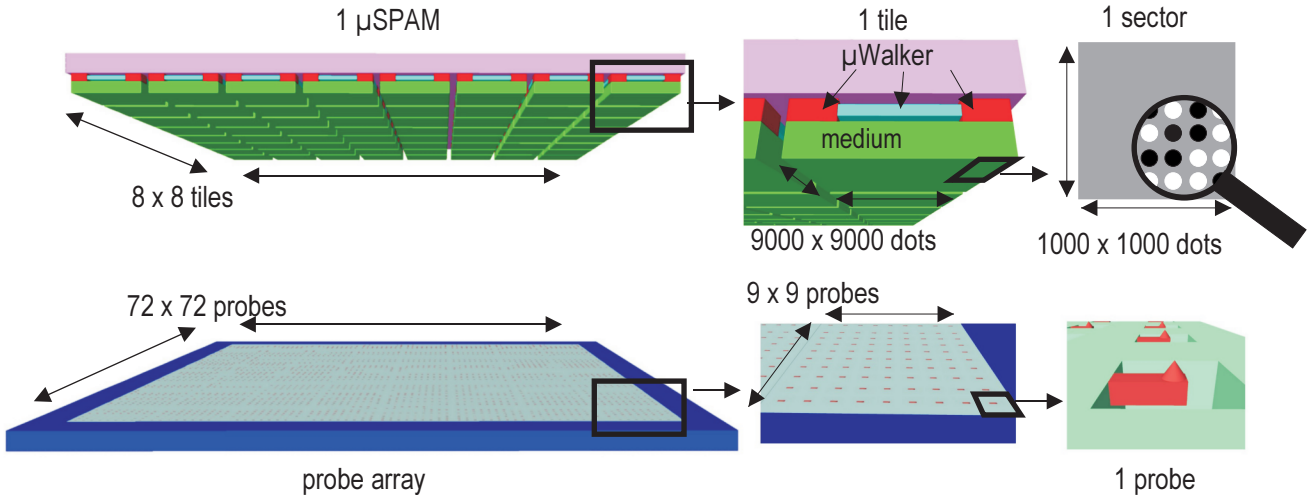 1 µSPAM
1 tile
1 sector
µWalker
medium
8 x 8 tiles
9000 x 9000 dots
1000 x 1000 dots
72 x 72 probes
9 x 9 probes
probe array
1 probe